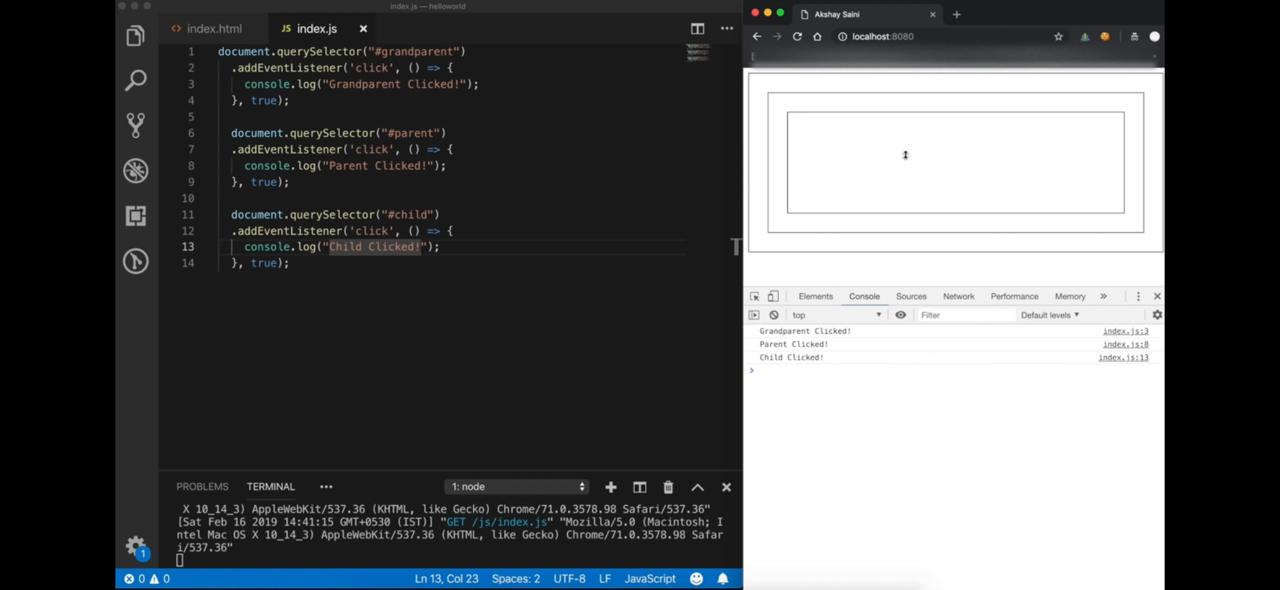 index.js — helloworld
index.html
JS index.js
1 document.querySelector("#grandparent")
2 .addEventListener('click', () => {
3 console.log("Grandparent Clicked!");
4 }, true);
5
6 document.querySelector("#parent")
7 .addEventListener('click', () => {
8 console.log("Parent Clicked!");
9 }, true);
10
11 document.querySelector("#child")
12 .addEventListener('click', () => {
13 console.log("Child Clicked!");
14 }, true);
PROBLEMS TERMINAL ••• 1: node
X 10_14_3) AppleWebKit/537.36 (KHTML, like Gecko) Chrome/71.0.3578.98 Safari/537.36"
[Sat Feb 16 2019 14:41:15 GMT+0530 (IST)] "GET /js/index.js" "Mozilla/5.0 (Macintosh; I
ntel Mac OS X 10_14_3) AppleWebKit/537.36 (KHTML, like Gecko) Chrome/71.0.3578.98 Safar
i/537.36"
1
0 0 Ln 13, Col 23 Spaces: 2 UTF-8 LF JavaScript
Akshay Saini
localhost:8080
T
Elements Console Sources Network Performance Memory »
top Filter Default levels
Grandparent Clicked! index.js:3
Parent Clicked! index.js:8
Child Clicked! index.js:13
>